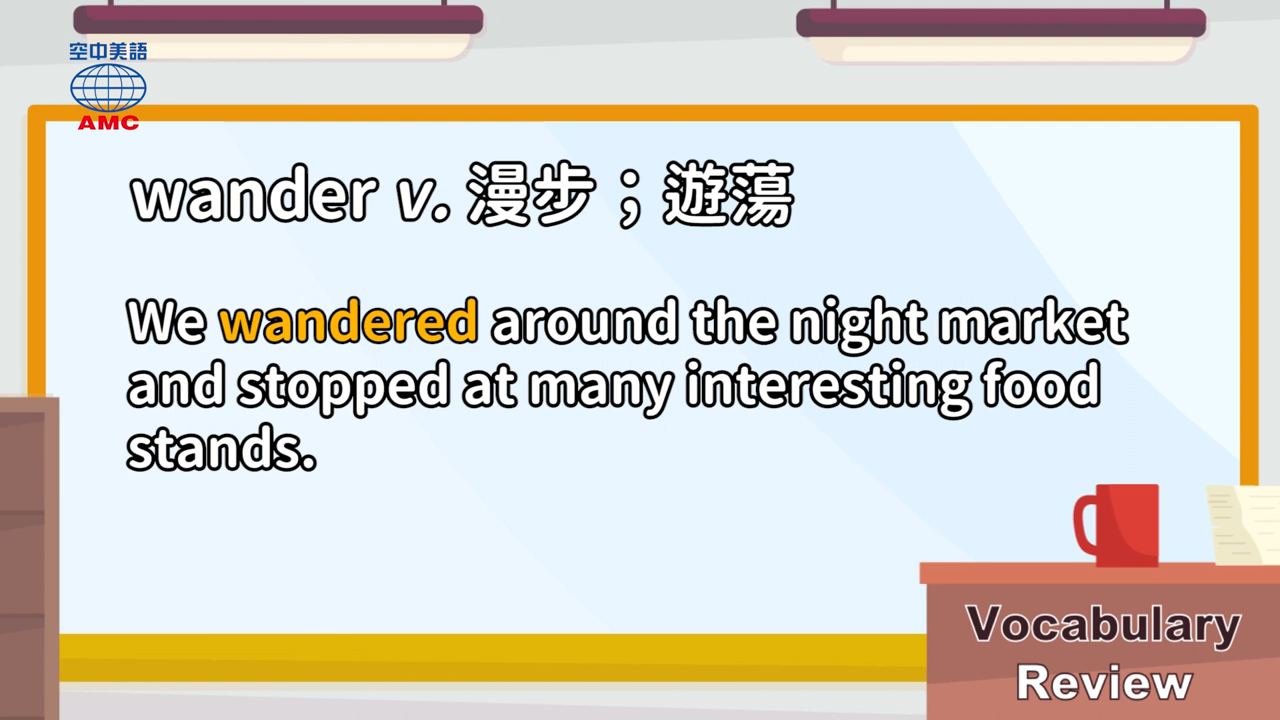 空中美語
AMC
wander v. 漫步；遊蕩
We wandered around the night market
and stopped at many interesting food
stands.
Vocabulary
Review